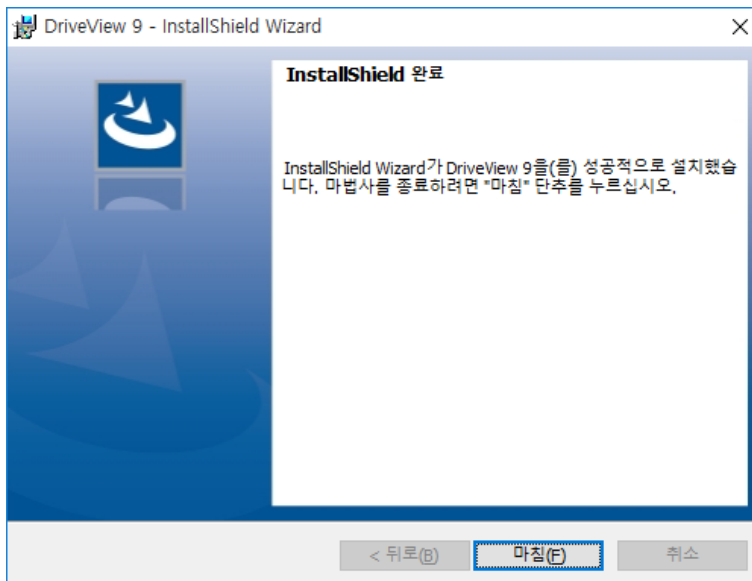 DriveView 9 - InstallShield Wizard
InstallShield 완료
InstallShield Wizard가 DriveView 9을(를) 성공적으로 설치했습
니다. 마법사를 종료하려면 "마침" 단추를 누르십시오.
< 뒤로(B) 마침(F) 취소